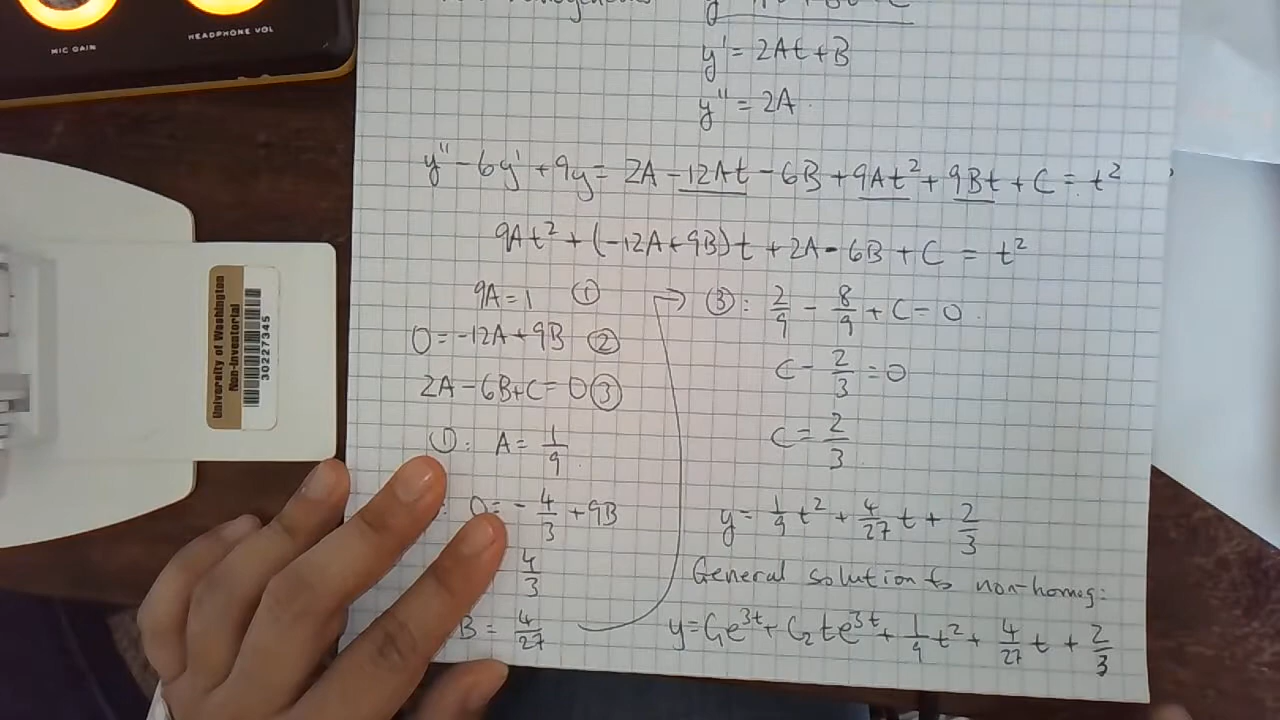 MIC GAIN
HEADPHONE VOL
y' = 2At + B
y'' = 2A
y'' - 6y' + 9y = 2A - 12At - 6B + 9At² + 9Bt + C = t²
9At² + (-12A + 9B)t + 2A - 6B + C = t²
9A = 1 ①
0 = -12A + 9B ②
2A - 6B + C = 0 ③
①: A = 1/9
0 = -4/3 + 9B
4/3
B = 4/27
③: 2/9 - 8/9 + C = 0
C - 2/3 = 0
C = 2/3
y = 1/9 t² + 4/27 t + 2/3
General solution to non-homog:
y = C₁e^3t + C₂te^3t + 1/9 t² + 4/27 t + 2/3
University of Washington
Non-Inventorial
30227345